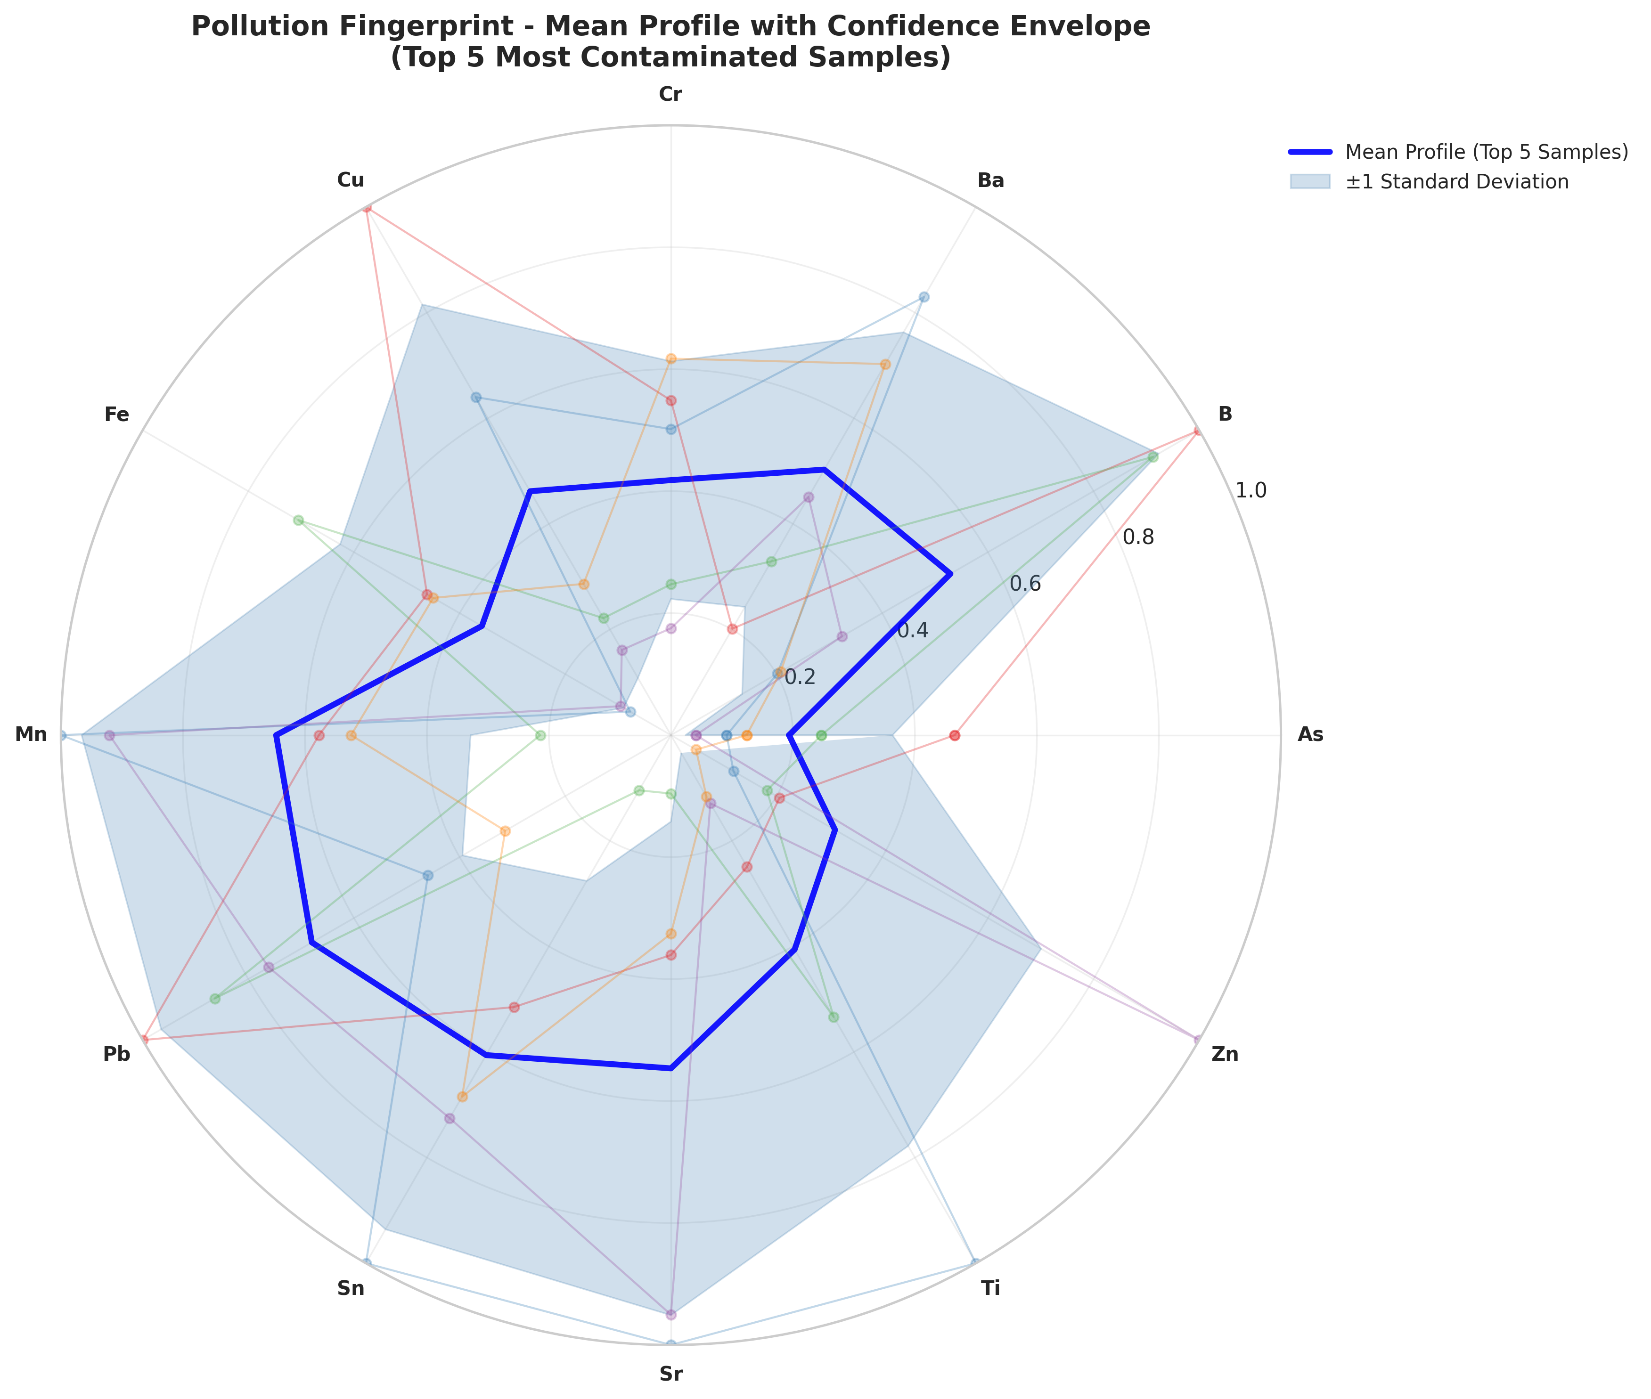 Pollution Fingerprint - Mean Profile with Confidence Envelope
(Top 5 Most Contaminated Samples)
Mean Profile (Top 5 Samples)
±1 Standard Deviation
Cr
Cu
Ba
Fe
B
1.0
0.8
0.6
0.4
0.2
Mn
As
Pb
Zn
Sn
Ti
Sr